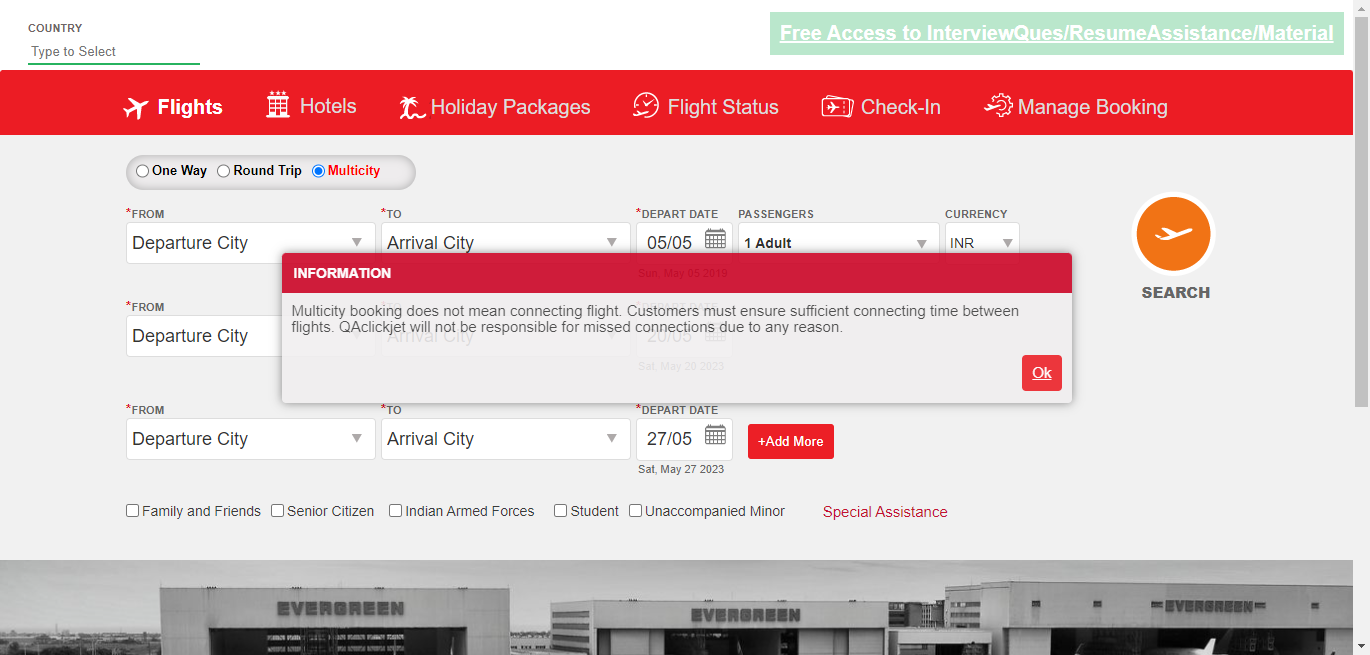 COUNTRY
Type to Select
Free Access to InterviewQues/ResumeAssistance/Material
Flights Hotels Holiday Packages Flight Status Check-In Manage Booking
One Way Round Trip Multicity
*FROM *TO *DEPART DATE PASSENGERS CURRENCY
Departure City Arrival City 05/05 1 Adult INR
Sun, May 05 2019
SEARCH
INFORMATION
*FROM *TO *DEPART DATE
Multicity booking does not mean connecting flight. Customers must ensure sufficient connecting time between
flights. QAclickjet will not be responsible for missed connections due to any reason.
Departure City Arrival City 20/05
Sat, May 20 2023
Ok
*FROM *TO *DEPART DATE
Departure City Arrival City 27/05 +Add More
Sat, May 27 2023
Family and Friends Senior Citizen Indian Armed Forces Student Unaccompanied Minor Special Assistance
EVERGREEN EVERGREEN EVERGREEN